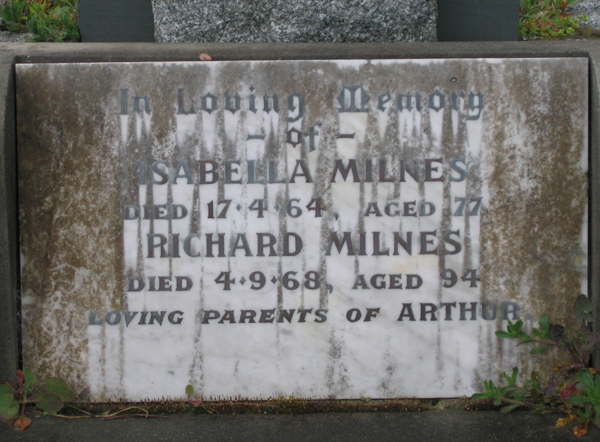 In Loving Memory
- of -
ISABELLA MILNES
DIED 17·4·64, AGED 77
RICHARD MILNES
DIED 4·9·68, AGED 94
LOVING PARENTS OF ARTHUR.